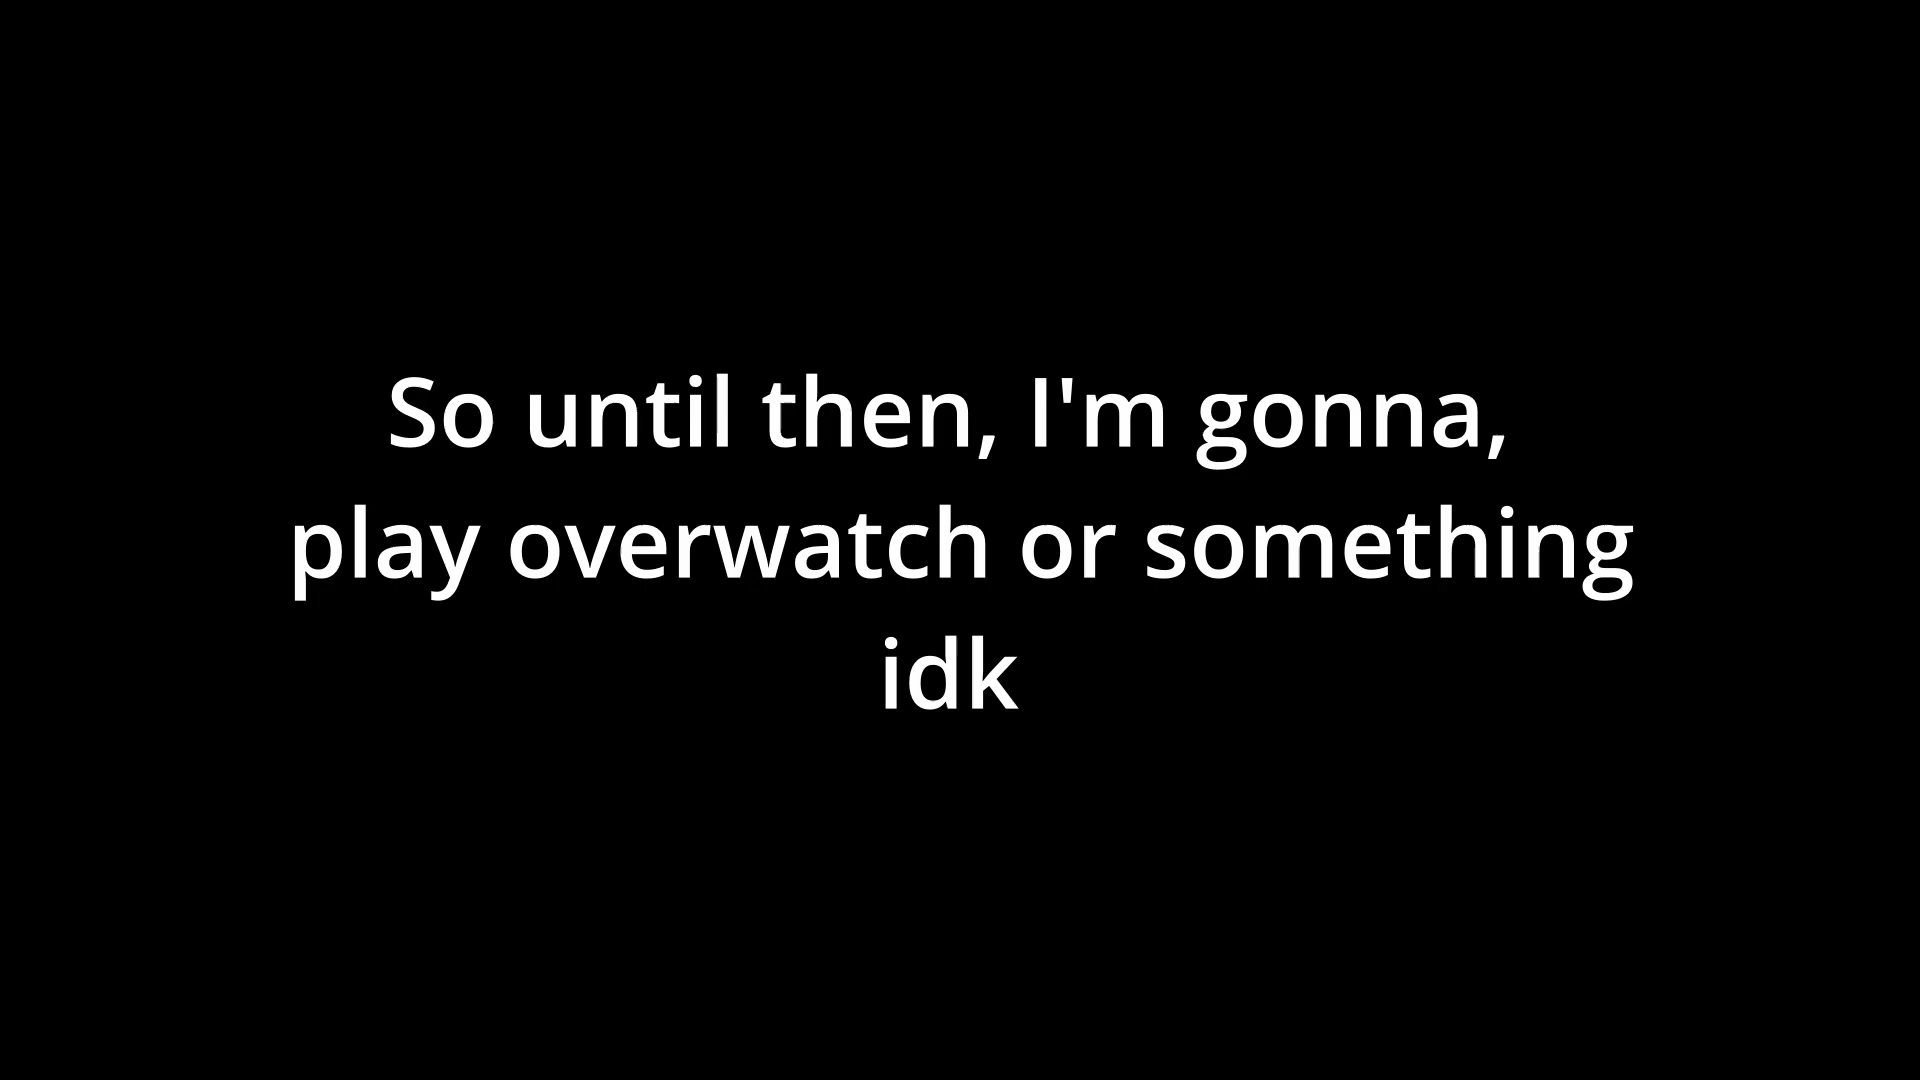 So until then, I'm gonna,
play overwatch or something
idk